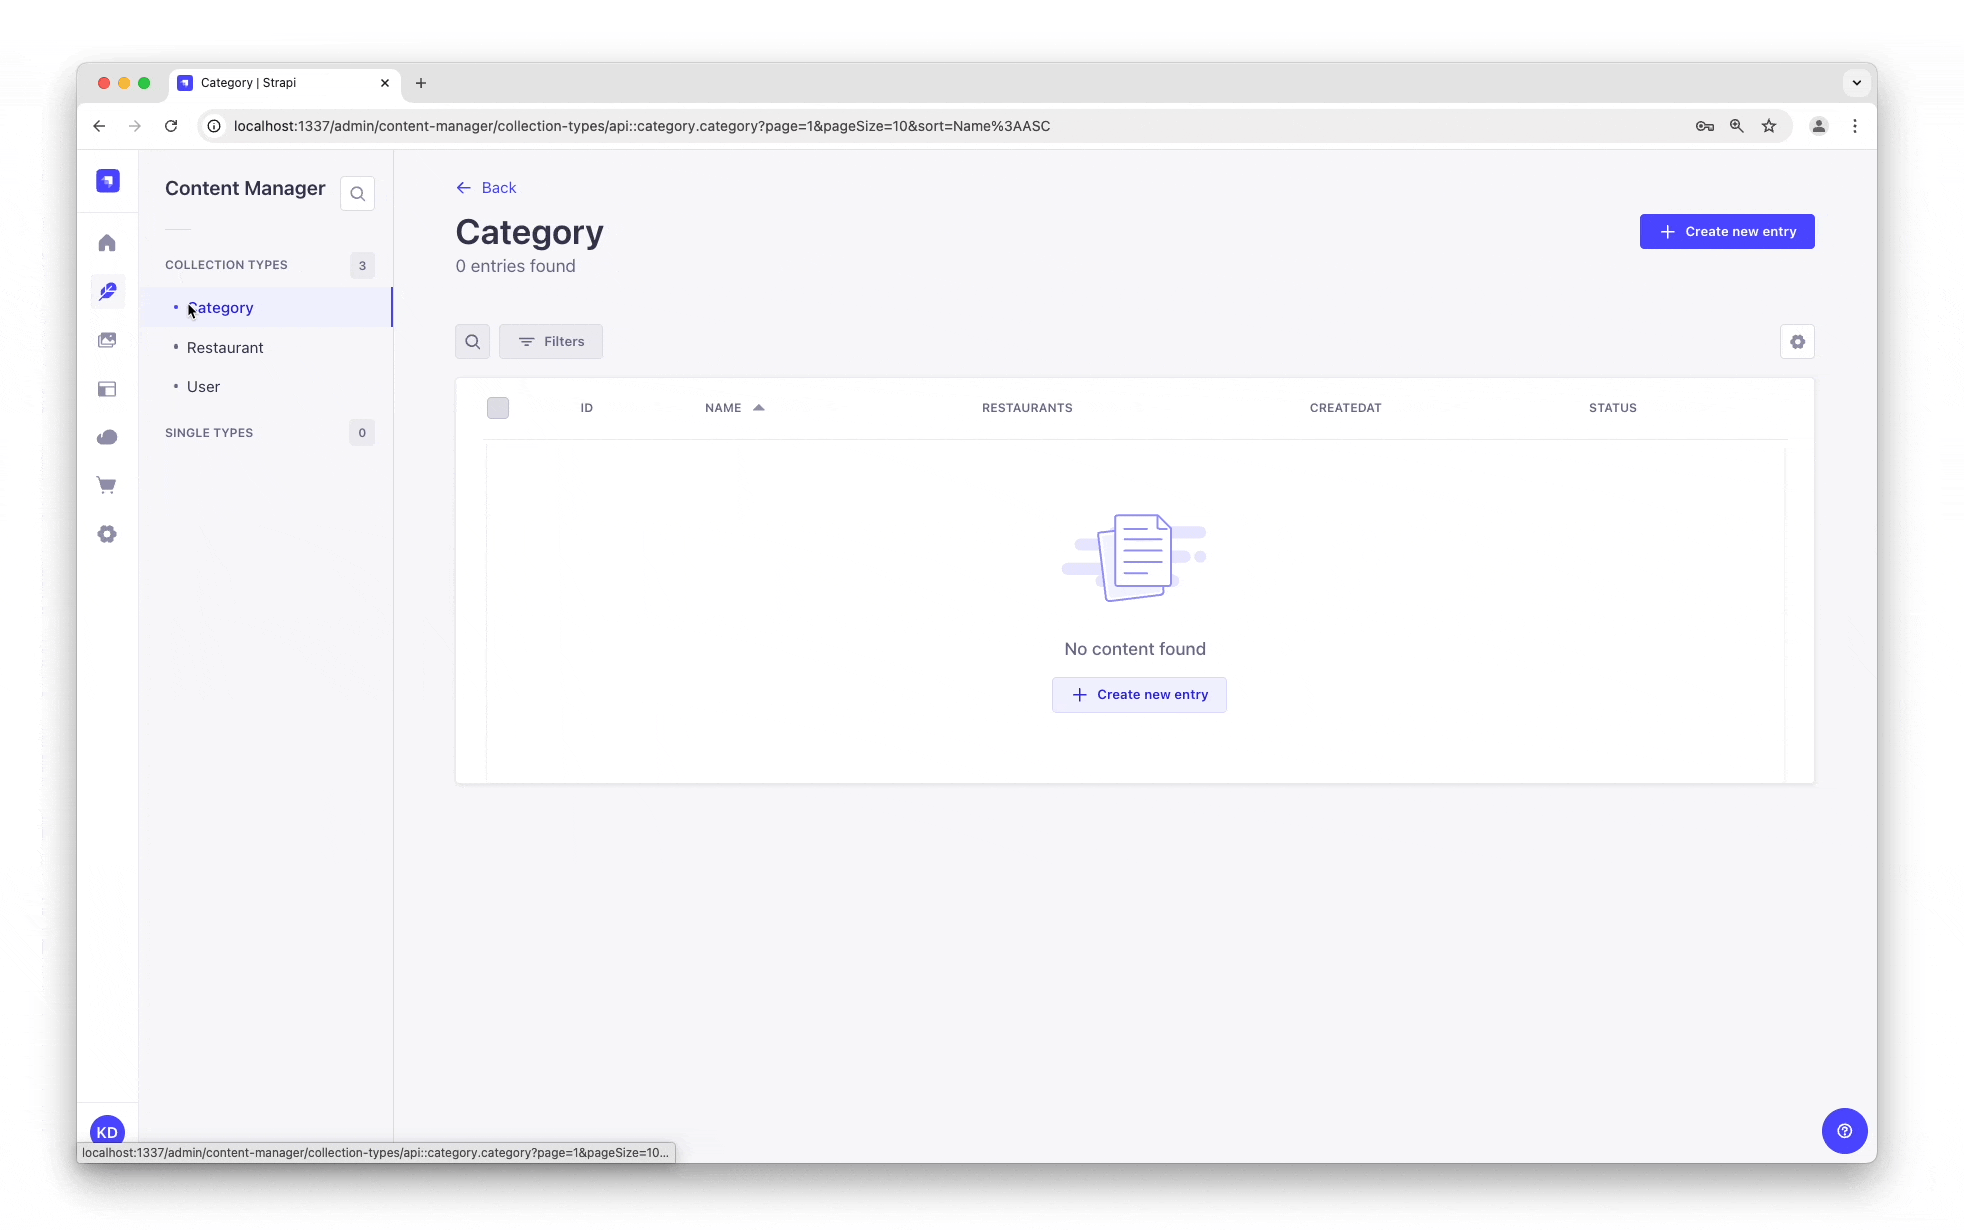 Category | Strapi
localhost:1337/admin/content-manager/collection-types/api::category.category?page=1&pageSize=10&sort=Name%3AASC
Content Manager
COLLECTION TYPES 3
Category
Restaurant
User
SINGLE TYPES 0
Back
Category
0 entries found
Create new entry
Filters
ID NAME RESTAURANTS CREATEDAT STATUS
No content found
Create new entry
KD
localhost:1337/admin/content-manager/collection-types/api::category.category?page=1&pageSize=10...